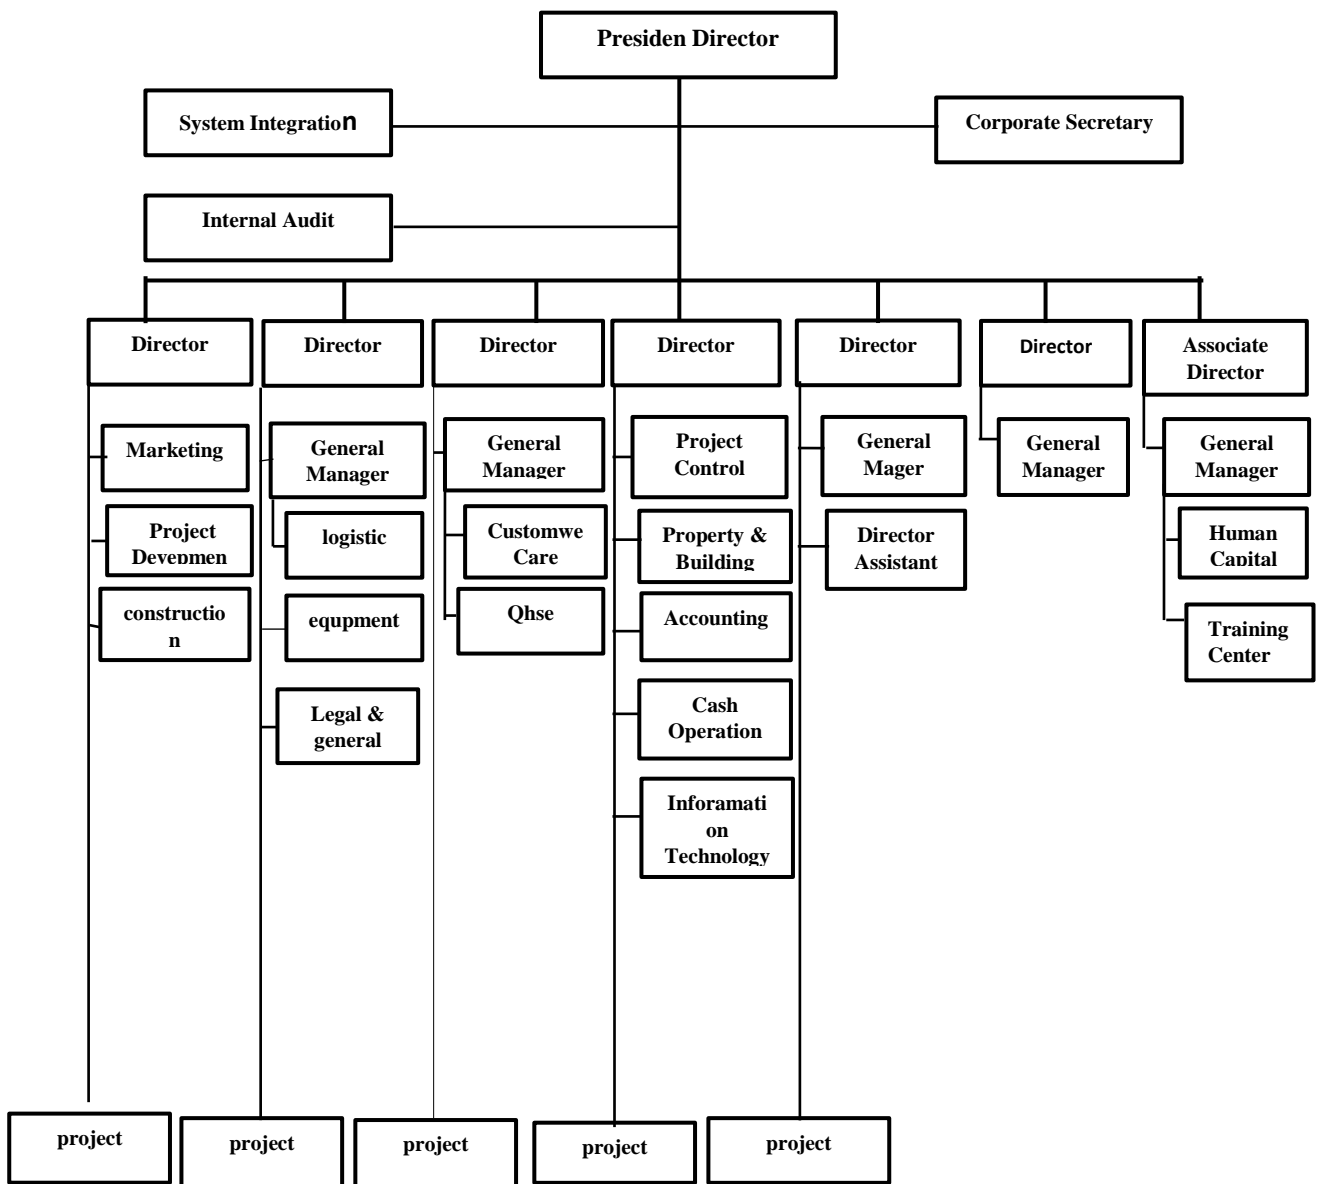 Presiden Director
System Integration
Corporate Secretary
Internal Audit
Director
Director
Director
Director
Director
Director
Associate
Director
Marketing
Project
Devepmen
constructio
n
General
Manager
logistic
equpment
Legal &
general
General
Manager
Customwe
Care
Qhse
Project
Control
Property &
Building
Accounting
Cash
Operation
Inforamati
on
Technology
General
Mager
Director
Assistant
General
Manager
General
Manager
Human
Capital
Training
Center
project
project
project
project
project